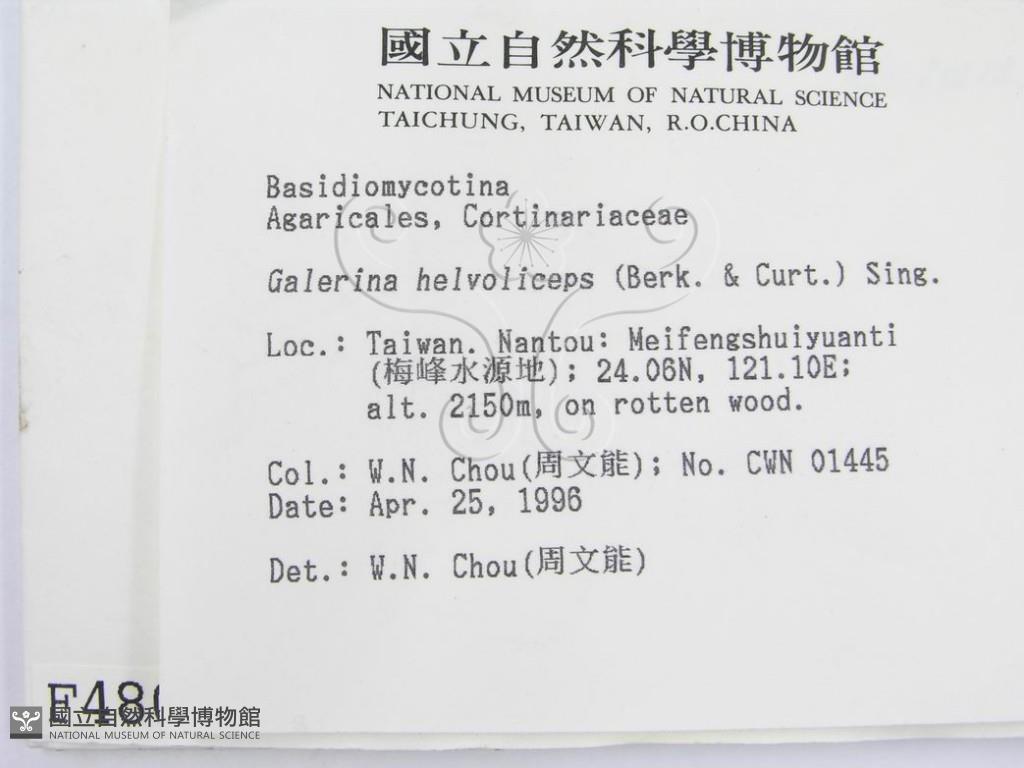 國立自然科學博物館
NATIONAL MUSEUM OF NATURAL SCIENCE
TAICHUNG, TAIWAN, R.O.CHINA
Basidiomycotina
Agaricales, Cortinariaceae
Galerina helvoliceps (Berk. & Curt.) Sing.
Loc.: Taiwan. Nantou: Meifengshuiyuanti
(梅峰水源地); 24.06N, 121.10E;
alt. 2150m, on rotten wood.
Col.: W.N. Chou(周文能); No. CWN 01445
Date: Apr. 25, 1996
Det.: W.N. Chou(周文能)
國立自然科學博物館
NATIONAL MUSEUM OF NATURAL SCIENCE